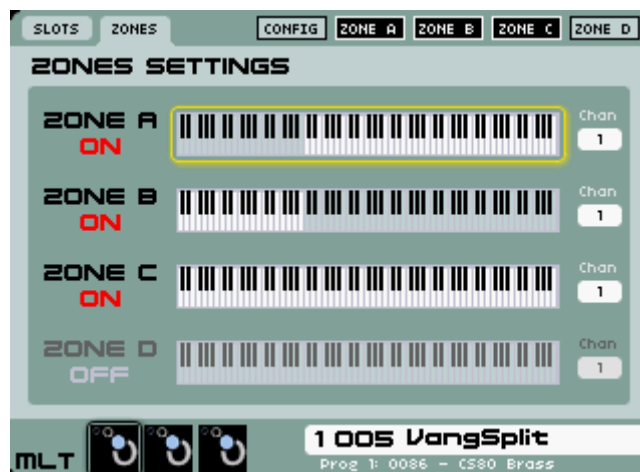 SLOTS ZONES CONFIG ZONE A ZONE B ZONE C ZONE D
ZONES SETTINGS
ZONE A
ON
Chan
1
ZONE B
ON
Chan
1
ZONE C
ON
Chan
1
ZONE D
OFF
Chan
1
MLT
1 005 VangSplit
Prog 1: 0086 - CS80 Brass